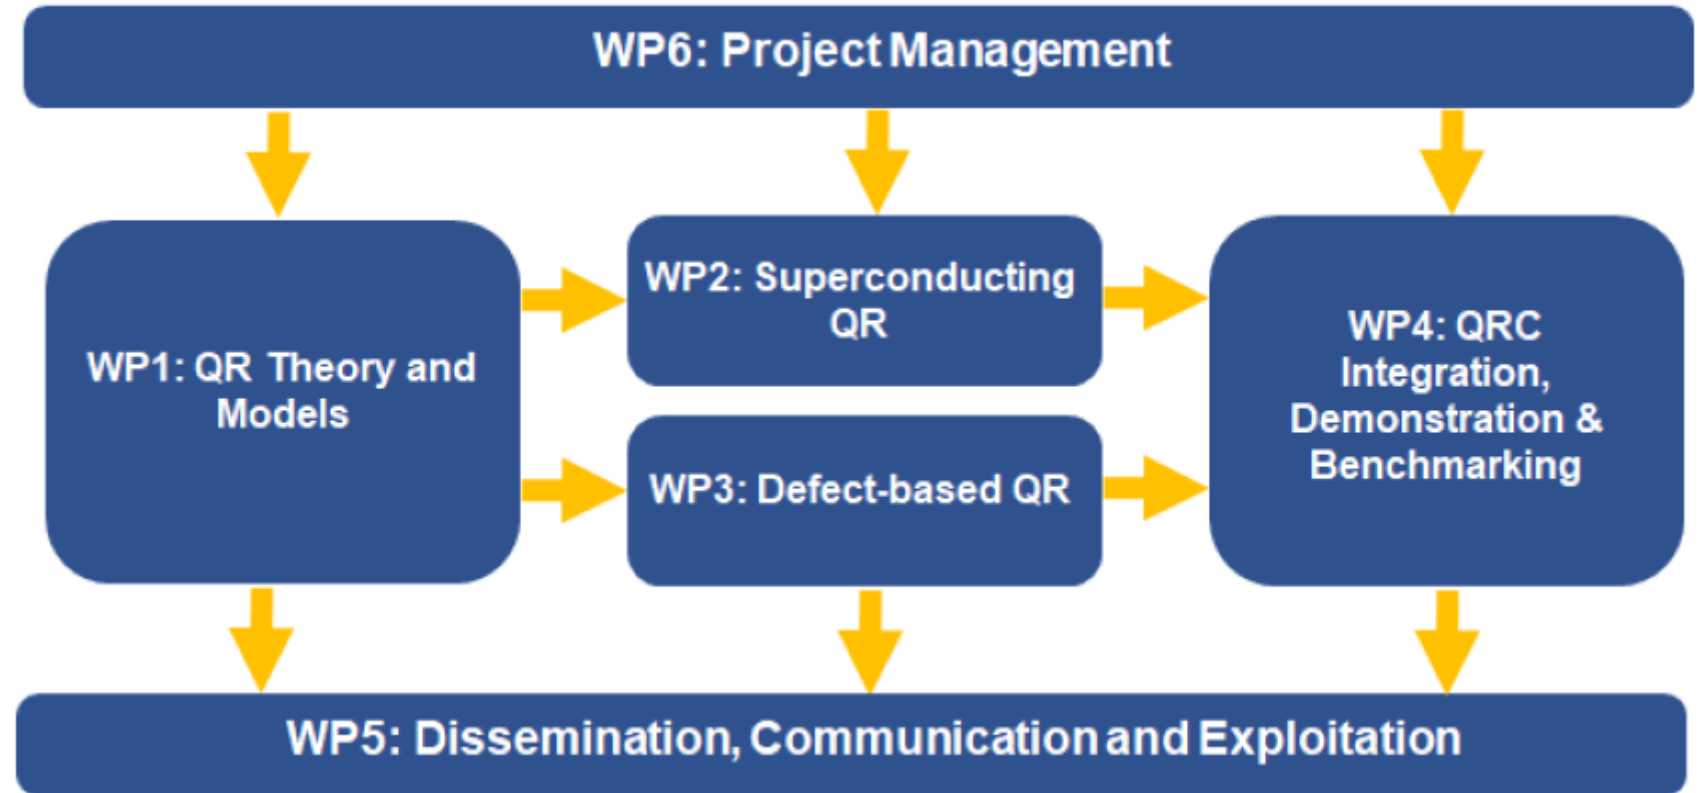 WP6: Project Management
WP1: QR Theory and
Models
WP2: Superconducting
QR
WP3: Defect-based QR
WP4: QRC
Integration,
Demonstration &
Benchmarking
WP5: Dissemination, Communication and Exploitation